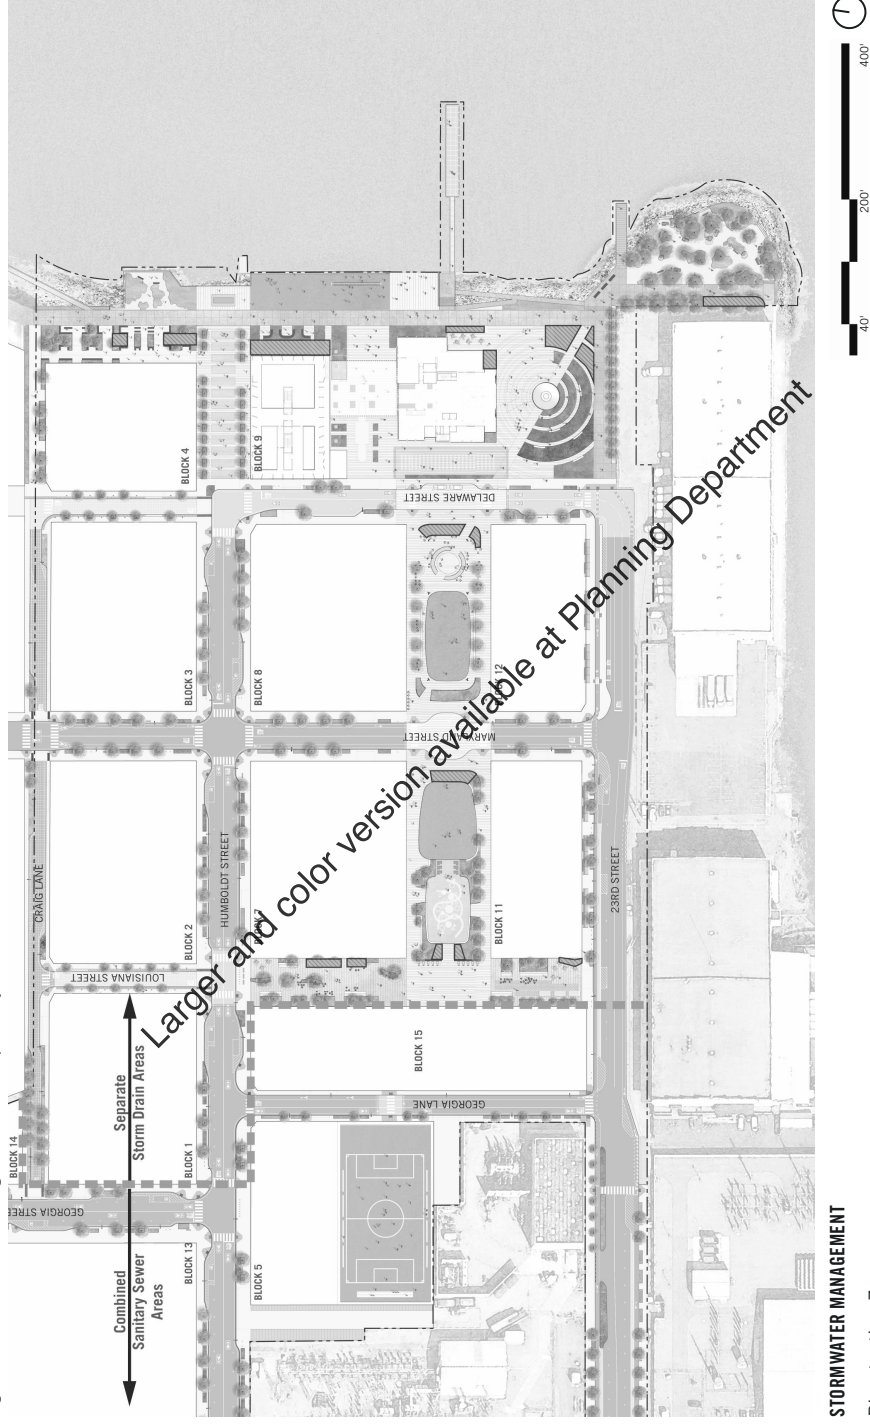 400'
200'
40'
BLOCK 4
BLOCK 9
DELAWARE STREET
BLOCK 3
BLOCK 8
BLOCK 12
MARYLAND STREET
CRAIG LANE
HUMBOLDT STREET
23RD STREET
BLOCK 2
BLOCK 7
BLOCK 11
LOUISIANA STREET
Separate
Storm Drain Areas
BLOCK 15
GEORGIA LANE
BLOCK 14
BLOCK 1
GEORGIA STREE
Combined
Sanitary Sewer
Areas
BLOCK 13
BLOCK 5
Larger and color version available at Planning Department
STORMWATER MANAGEMENT